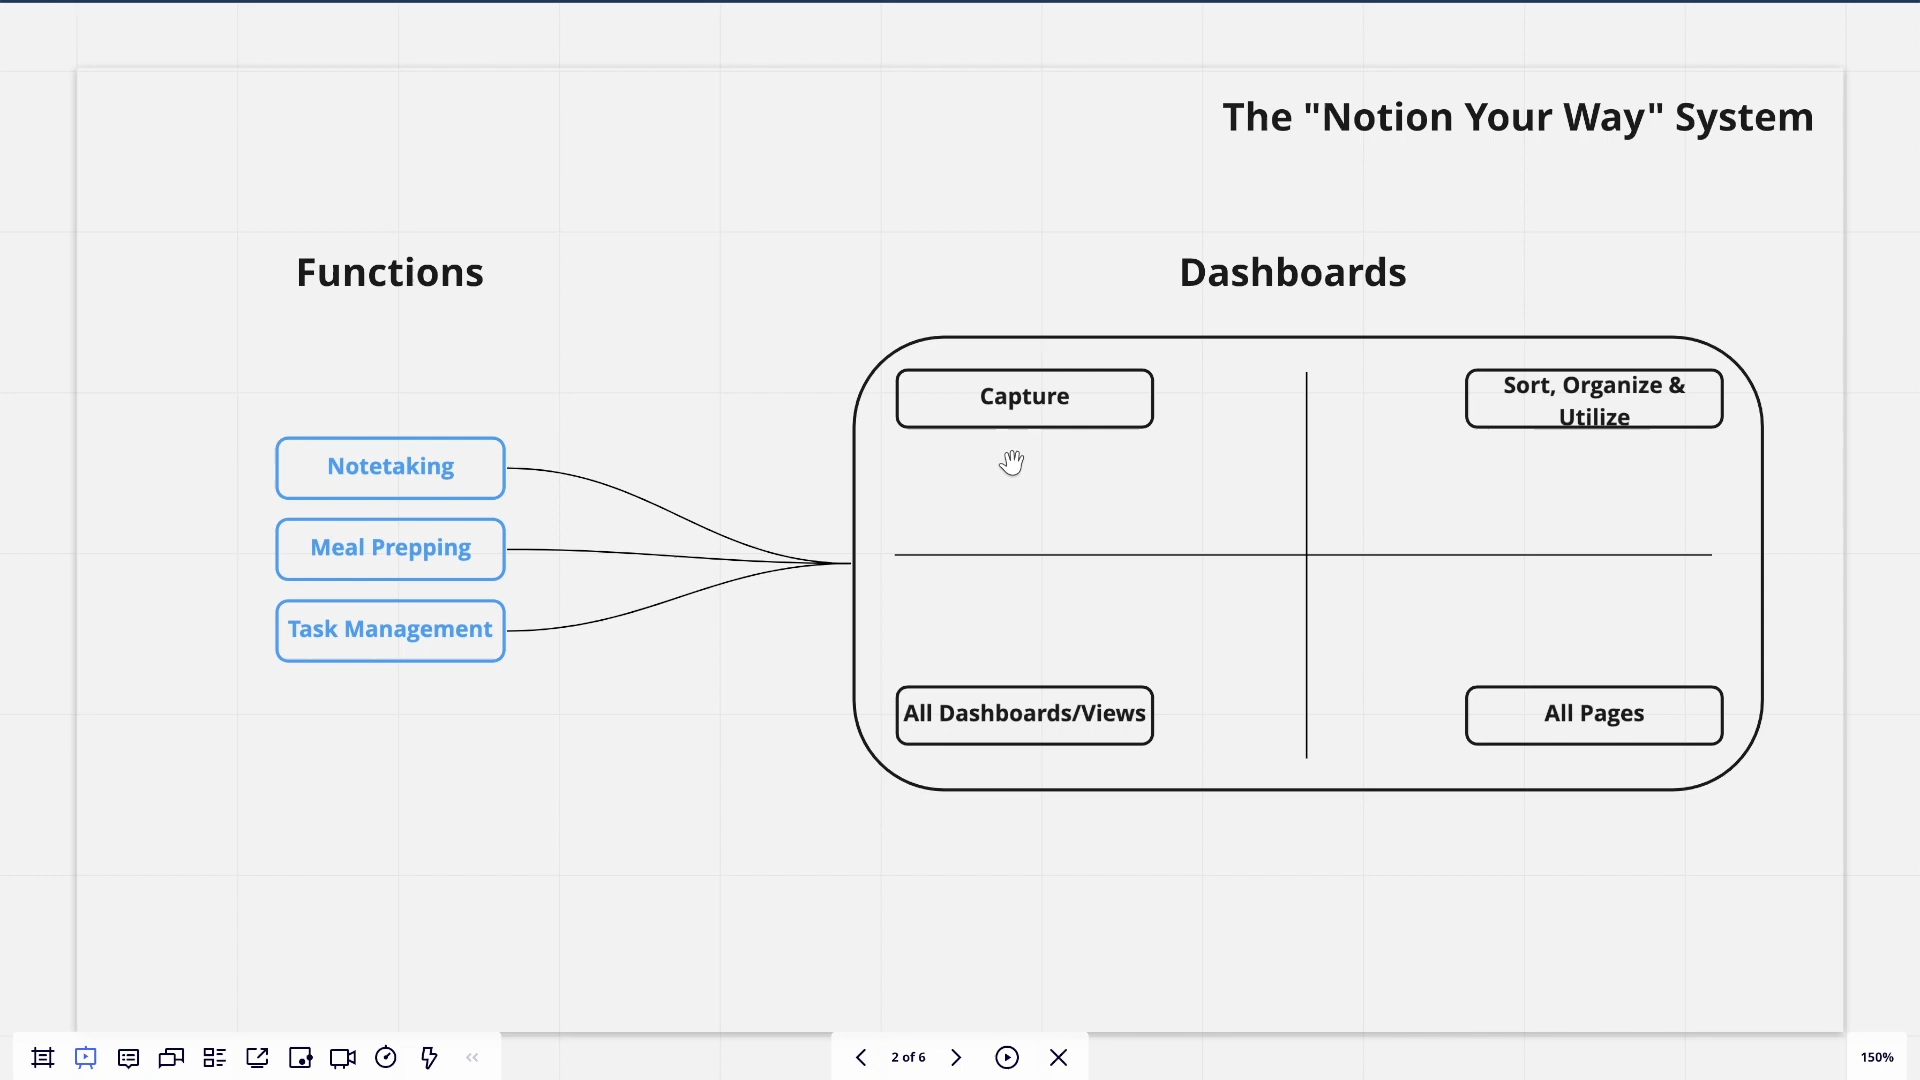 The "Notion Your Way" System
Functions
Dashboards
Capture
Sort, Organize &
Utilize
Notetaking
Meal Prepping
Task Management
All Dashboards/Views
All Pages
2 of 6
150%